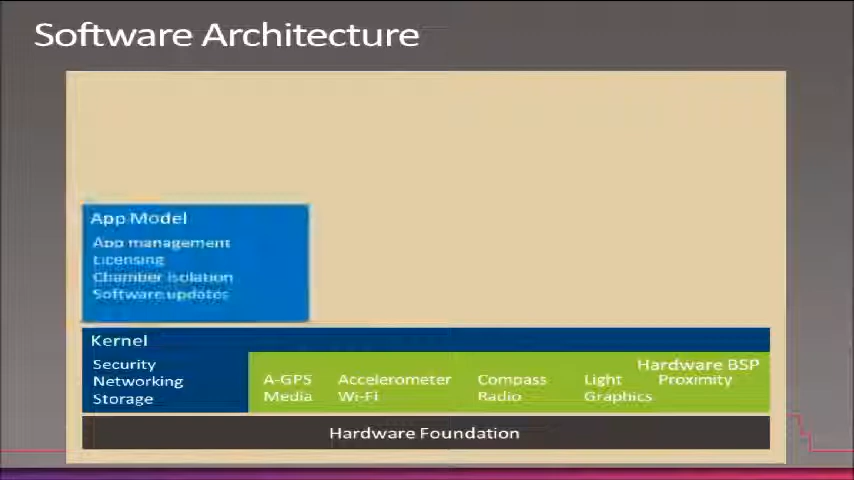 Software Architecture
App Model
App management
Licensing
Chamber isolation
Software updates
Kernel
Security
Networking
Storage
Hardware BSP
A-GPS Accelerometer Compass Light Proximity
Media Wi-Fi Radio Graphics
Hardware Foundation